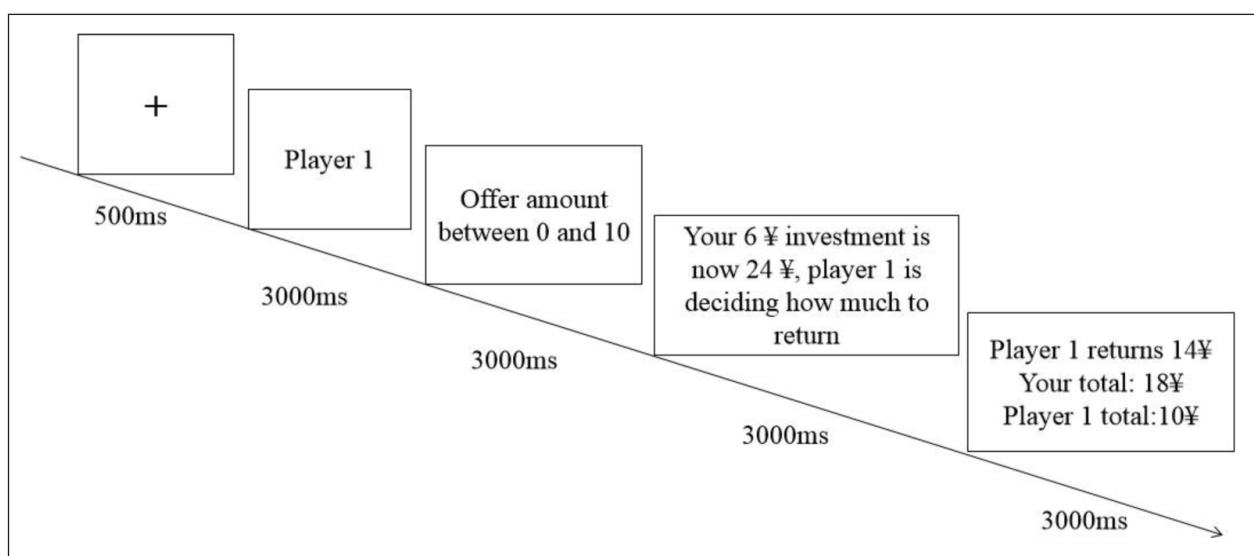 +
500ms
Player 1
3000ms
Offer amount
between 0 and 10
3000ms
Your 6 ¥ investment is
now 24 ¥, player 1 is
deciding how much to
return
3000ms
Player 1 returns 14¥
Your total: 18¥
Player 1 total:10¥
3000ms